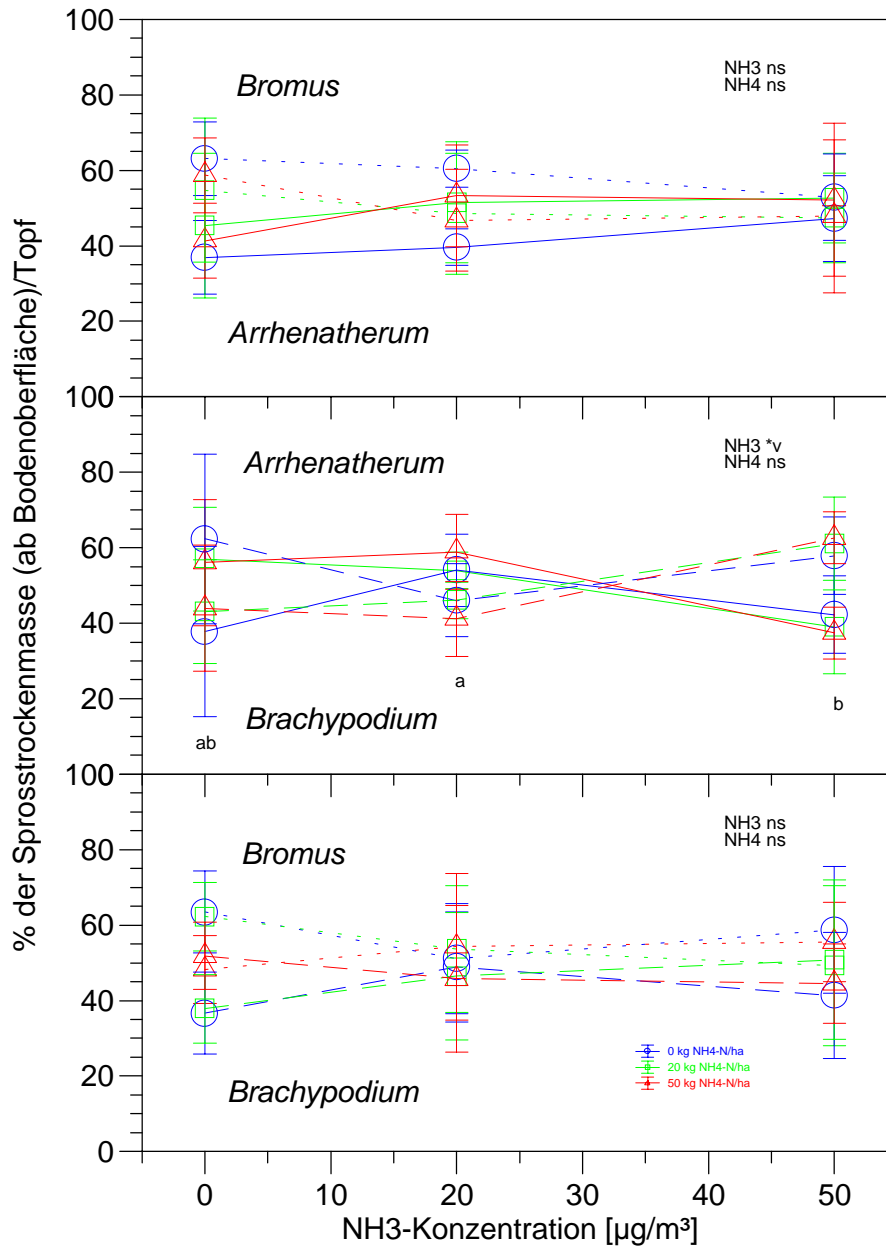 % der Sprosstrockenmasse (ab Bodenoberfläche)/Topf
100
80
60
40
20
0
Bromus
Arrhenatherum
NH3 ns
NH4 ns
100
80
60
40
20
0
Arrhenatherum
Brachypodium
NH3 *v
NH4 ns
ab
a
b
100
80
60
40
20
0
Bromus
Brachypodium
NH3 ns
NH4 ns
0 kg NH4-N/ha
20 kg NH4-N/ha
50 kg NH4-N/ha
0 10 20 30 40 50
NH3-Konzentration [µg/m³]